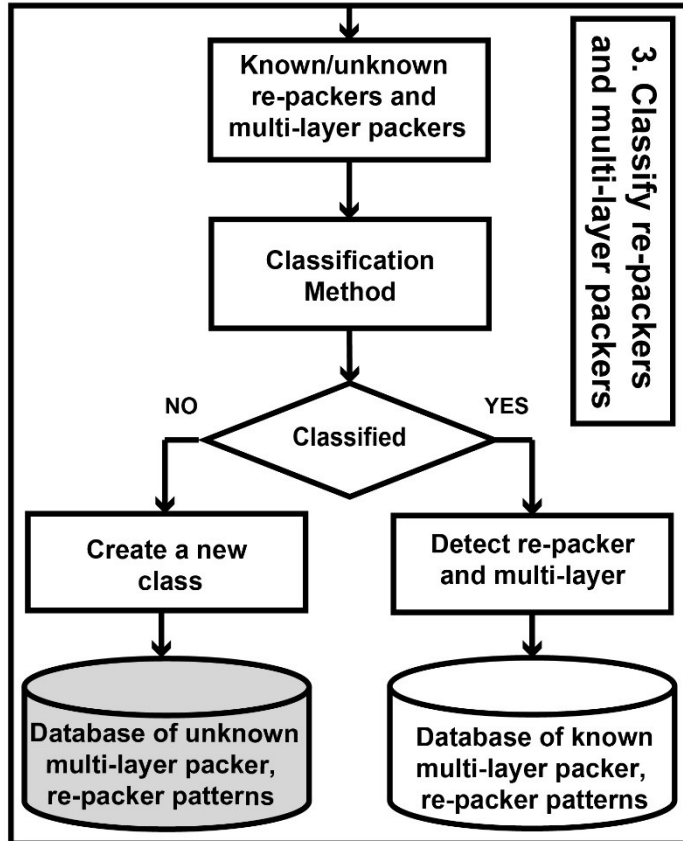 Known/unknown
re-packers and
multi-layer packers
3. Classify re-packers
and multi-layer packers
Classification
Method
NO
YES
Classified
Create a new
class
Detect re-packer
and multi-layer
Database of unknown
multi-layer packer,
re-packer patterns
Database of known
multi-layer packer,
re-packer patterns